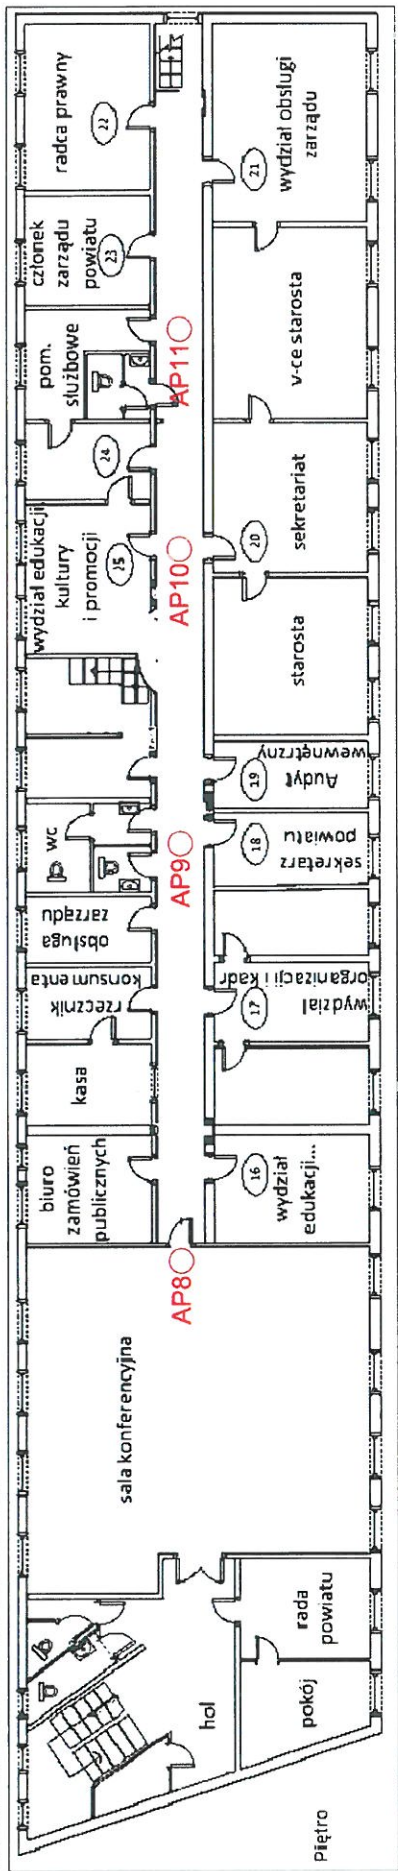 Piętro
pokój
rada
powiatu
hol
sala konferencyjna
AP8
biuro
zamówień
publicznych
kasa
rzecznik
konsumenta
obsługa
zarządu
wc
wydział edukacji
kultury
i promocji
25
24
pom.
służbowe
członek
zarządu
powiatu
23
radca prawny
22
AP9
AP10
AP11
16
wydział
edukacji...
17
wydział
organizacji i kadr
18
sekretarz
powiatu
19
Audyt
wewnętrzny
starosta
20
sekretariat
v-ce starosta
21
wydział obsługi
zarządu